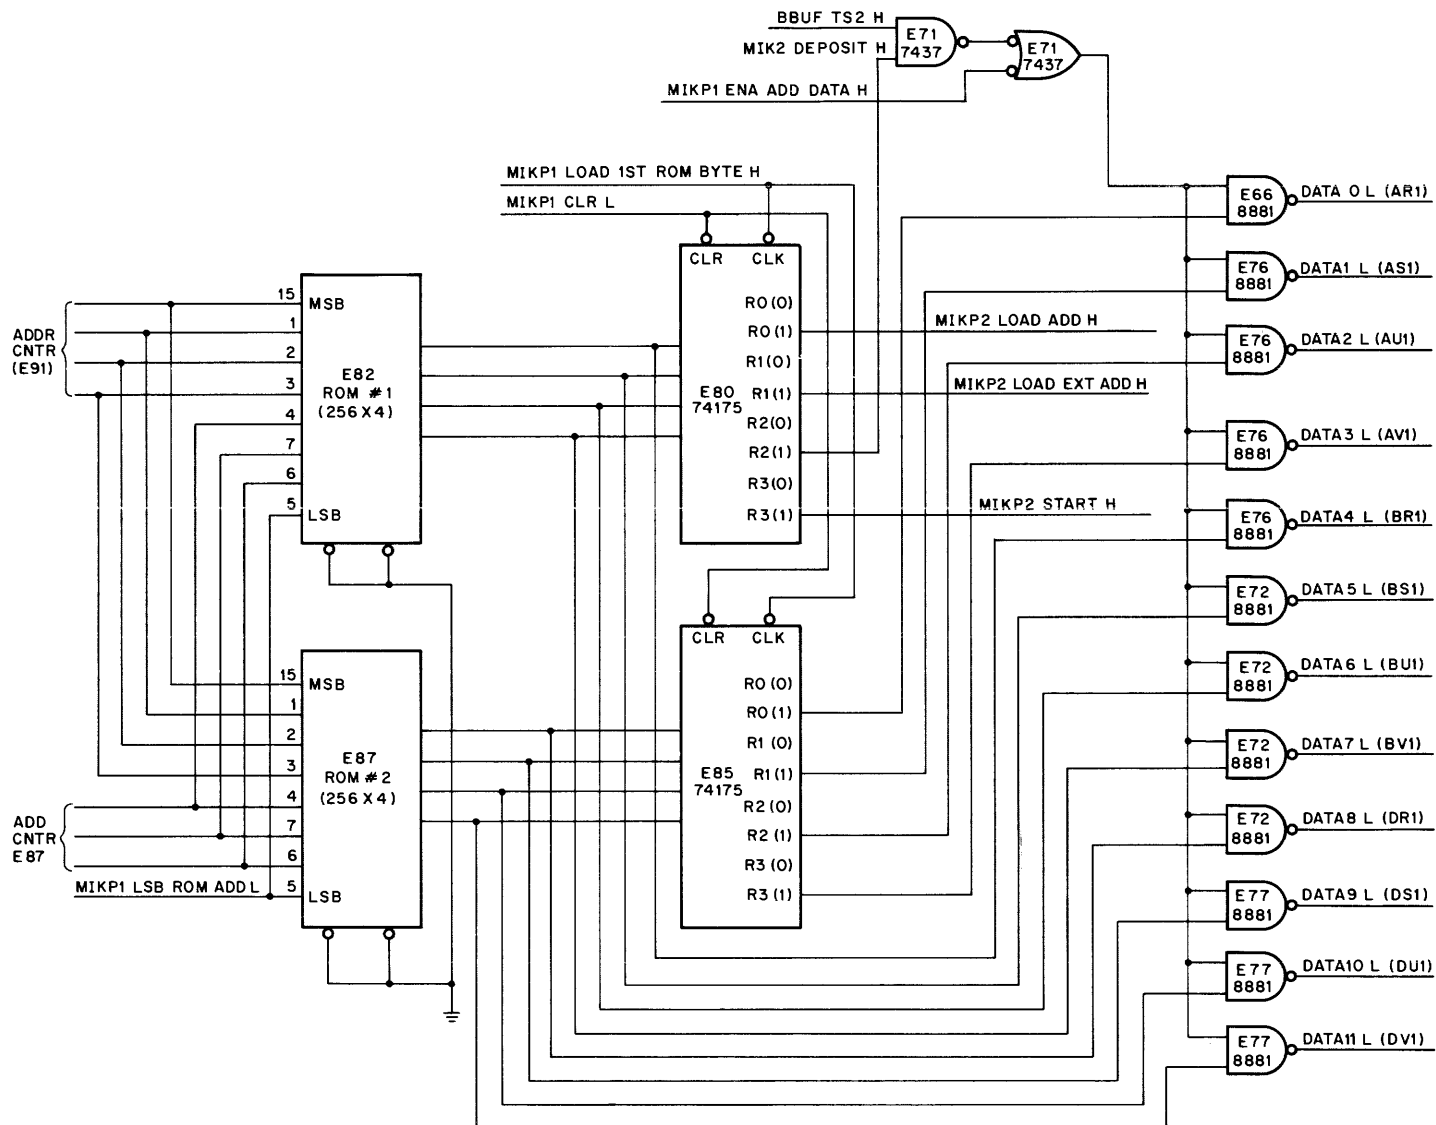 BBUF TS2 H
MIK2 DEPOSIT H
E71
7437
E71
7437
MIKP1 ENA ADD DATA H
MIKP1 LOAD 1ST ROM BYTE H
MIKP1 CLR L
ADDR
CNTR
(E91)
15
1
2
3
4
7
6
5
MSB
E82
ROM #1
(256X4)
LSB
CLR
CLK
E80
74175
R0(0)
R0(1)
R1(0)
R1(1)
R2(0)
R2(1)
R3(0)
R3(1)
MIKP2 LOAD ADD H
MIKP2 LOAD EXT ADD H
MIKP2 START H
ADD
CNTR
E87
MIKP1 LSB ROM ADD L
15
1
2
3
4
7
6
5
MSB
E87
ROM #2
(256X4)
LSB
CLR
CLK
E85
74175
R0(0)
R0(1)
R1(0)
R1(1)
R2(0)
R2(1)
R3(0)
R3(1)
E66
8881
DATA 0 L (AR1)
E76
8881
DATA1 L (AS1)
E76
8881
DATA2 L (AU1)
E76
8881
DATA3 L (AV1)
E76
8881
DATA4 L (BR1)
E72
8881
DATA5 L (BS1)
E72
8881
DATA6 L (BU1)
E72
8881
DATA7 L (BV1)
E72
8881
DATA8 L (DR1)
E77
8881
DATA9 L (DS1)
E77
8881
DATA10 L (DU1)
E77
8881
DATA11 L (DV1)